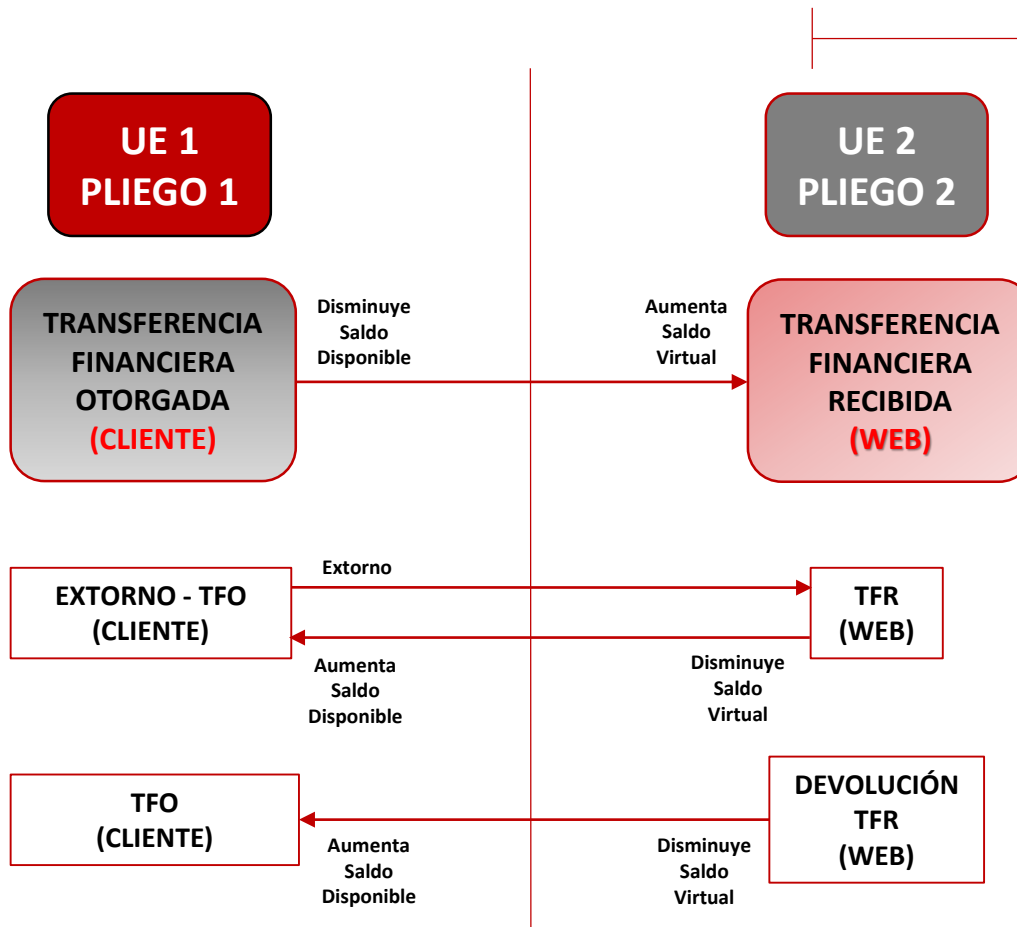 UE 1
PLIEGO 1
UE 2
PLIEGO 2
TRANSFERENCIA
FINANCIERA
OTORGADA
(CLIENTE)
Disminuye
Saldo
Disponible
Aumenta
Saldo
Virtual
TRANSFERENCIA
FINANCIERA
RECIBIDA
(WEB)
EXTORNO - TFO
(CLIENTE)
Extorno
TFR
(WEB)
Aumenta
Saldo
Disponible
Disminuye
Saldo
Virtual
TFO
(CLIENTE)
DEVOLUCIÓN
TFR
(WEB)
Aumenta
Saldo
Disponible
Disminuye
Saldo
Virtual